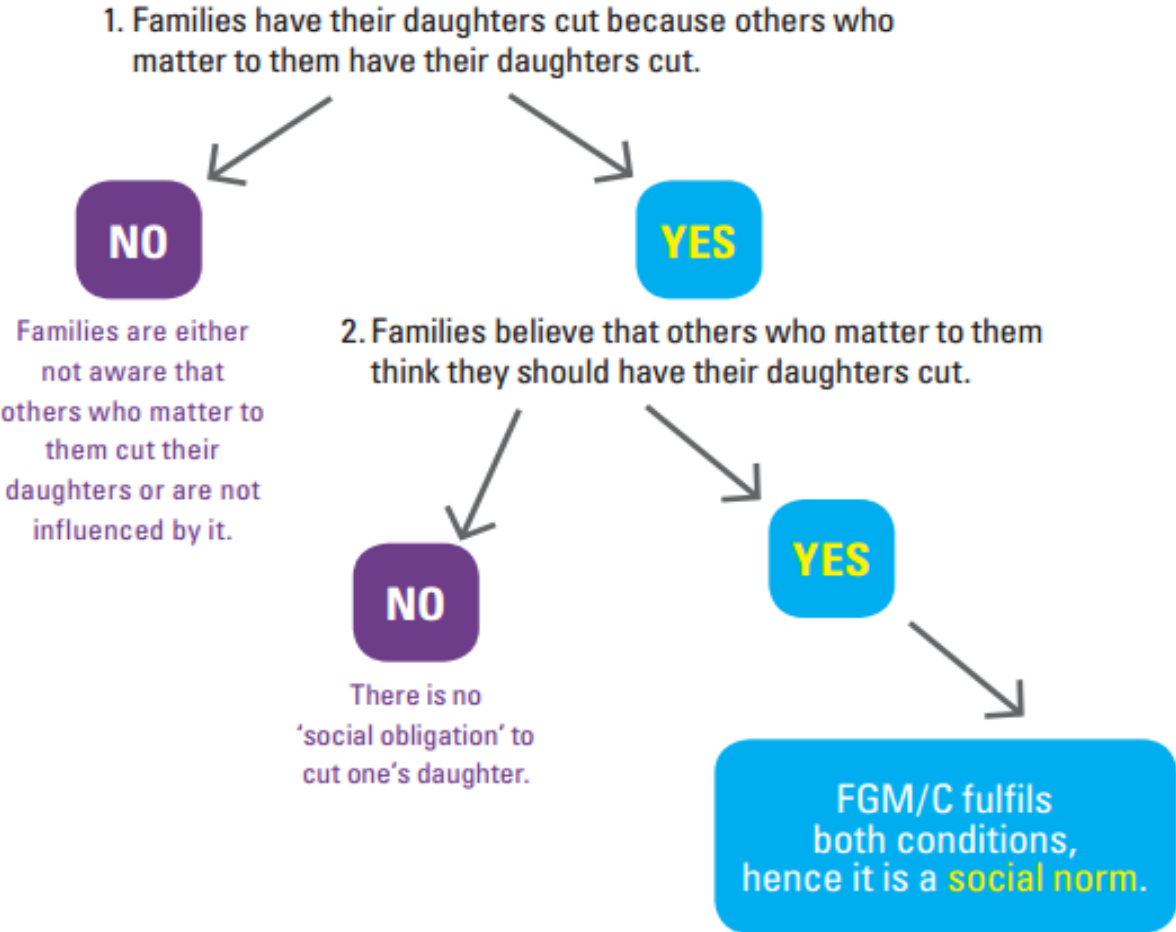 1. Families have their daughters cut because others who
matter to them have their daughters cut.
NO
YES
Families are either
not aware that
others who matter to
them cut their
daughters or are not
influenced by it.
2. Families believe that others who matter to them
think they should have their daughters cut.
NO
YES
There is no
‘social obligation’ to
cut one’s daughter.
FGM/C fulfils
both conditions,
hence it is a social norm.